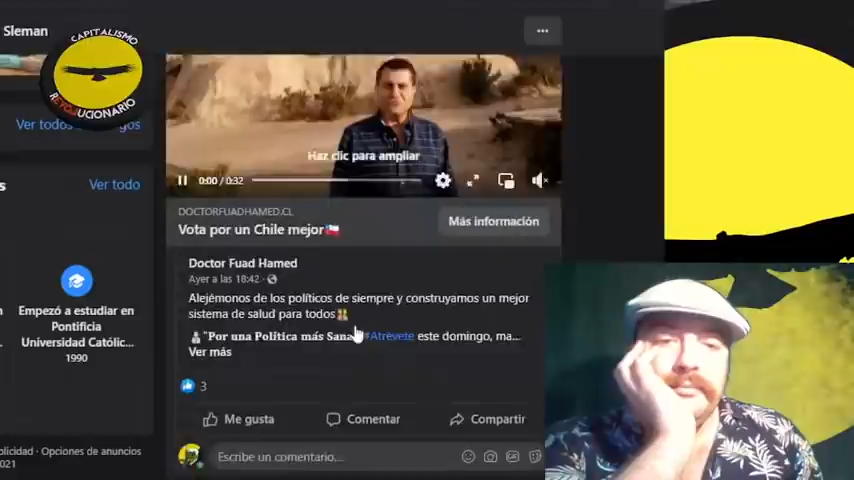 Sleman
CAPITALISMO
REVOLUCIONARIO
Ver todos
Haz clic para ampliar
0:00 / 0:32
DOCTORFUADHAMED.CL
Vota por un Chile mejor
Más información
Ver todo
Doctor Fuad Hamed
Ayer a las 18:42 ·
Alejémonos de los políticos de siempre y construyamos un mejor
sistema de salud para todos
"Por una Política más Sana #Atrévete este domingo, ma...
Ver más
Empezó a estudiar en
Pontificia
Universidad Católic...
1990
3
Me gusta
Comentar
Compartir
Opciones de anuncios
Escribe un comentario...